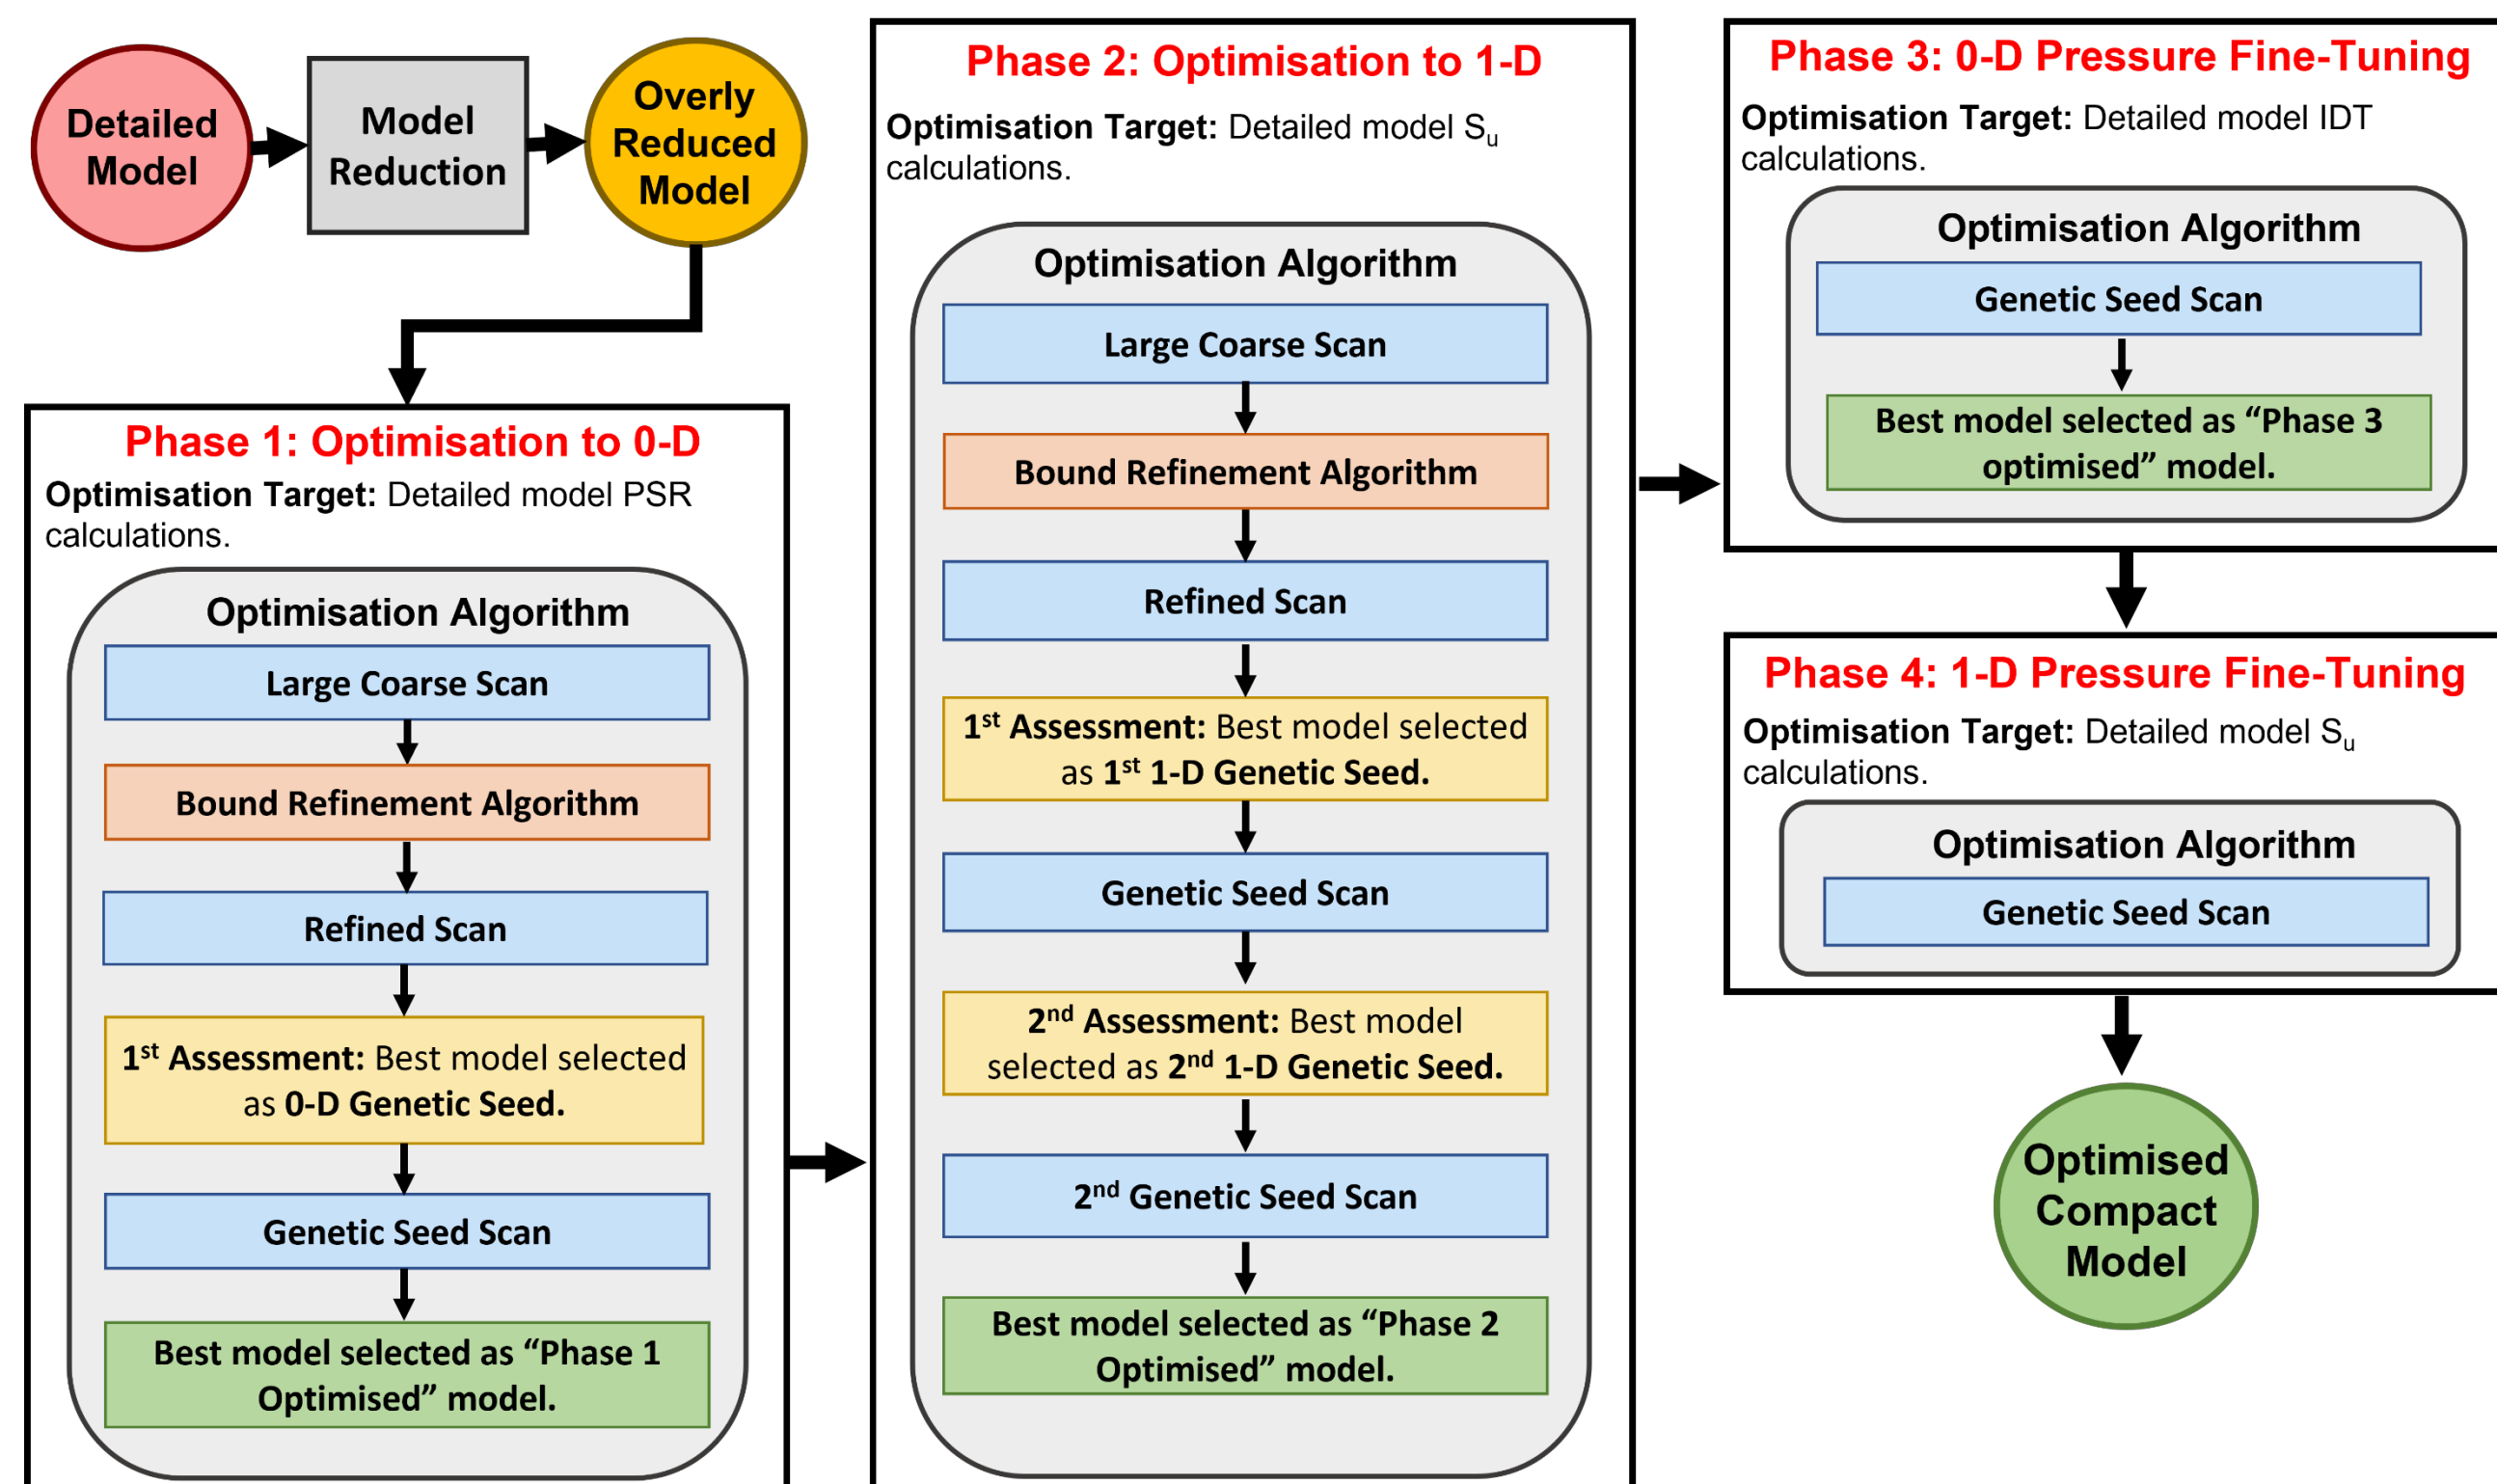 Detailed
Model
Model
Reduction
Overly
Reduced
Model
Phase 1: Optimisation to 0-D
Optimisation Target: Detailed model PSR
calculations.
Optimisation Algorithm
Large Coarse Scan
Bound Refinement Algorithm
Refined Scan
1st Assessment: Best model selected
as 0-D Genetic Seed.
Genetic Seed Scan
Best model selected as “Phase 1
Optimised” model.
Phase 2: Optimisation to 1-D
Optimisation Target: Detailed model Su
calculations.
Optimisation Algorithm
Large Coarse Scan
Bound Refinement Algorithm
Refined Scan
1st Assessment: Best model selected
as 1st 1-D Genetic Seed.
Genetic Seed Scan
2nd Assessment: Best model
selected as 2nd 1-D Genetic Seed.
2nd Genetic Seed Scan
Best model selected as “Phase 2
Optimised” model.
Phase 3: 0-D Pressure Fine-Tuning
Optimisation Target: Detailed model IDT
calculations.
Optimisation Algorithm
Genetic Seed Scan
Best model selected as “Phase 3
optimised” model.
Phase 4: 1-D Pressure Fine-Tuning
Optimisation Target: Detailed model Su
calculations.
Optimisation Algorithm
Genetic Seed Scan
Optimised
Compact
Model